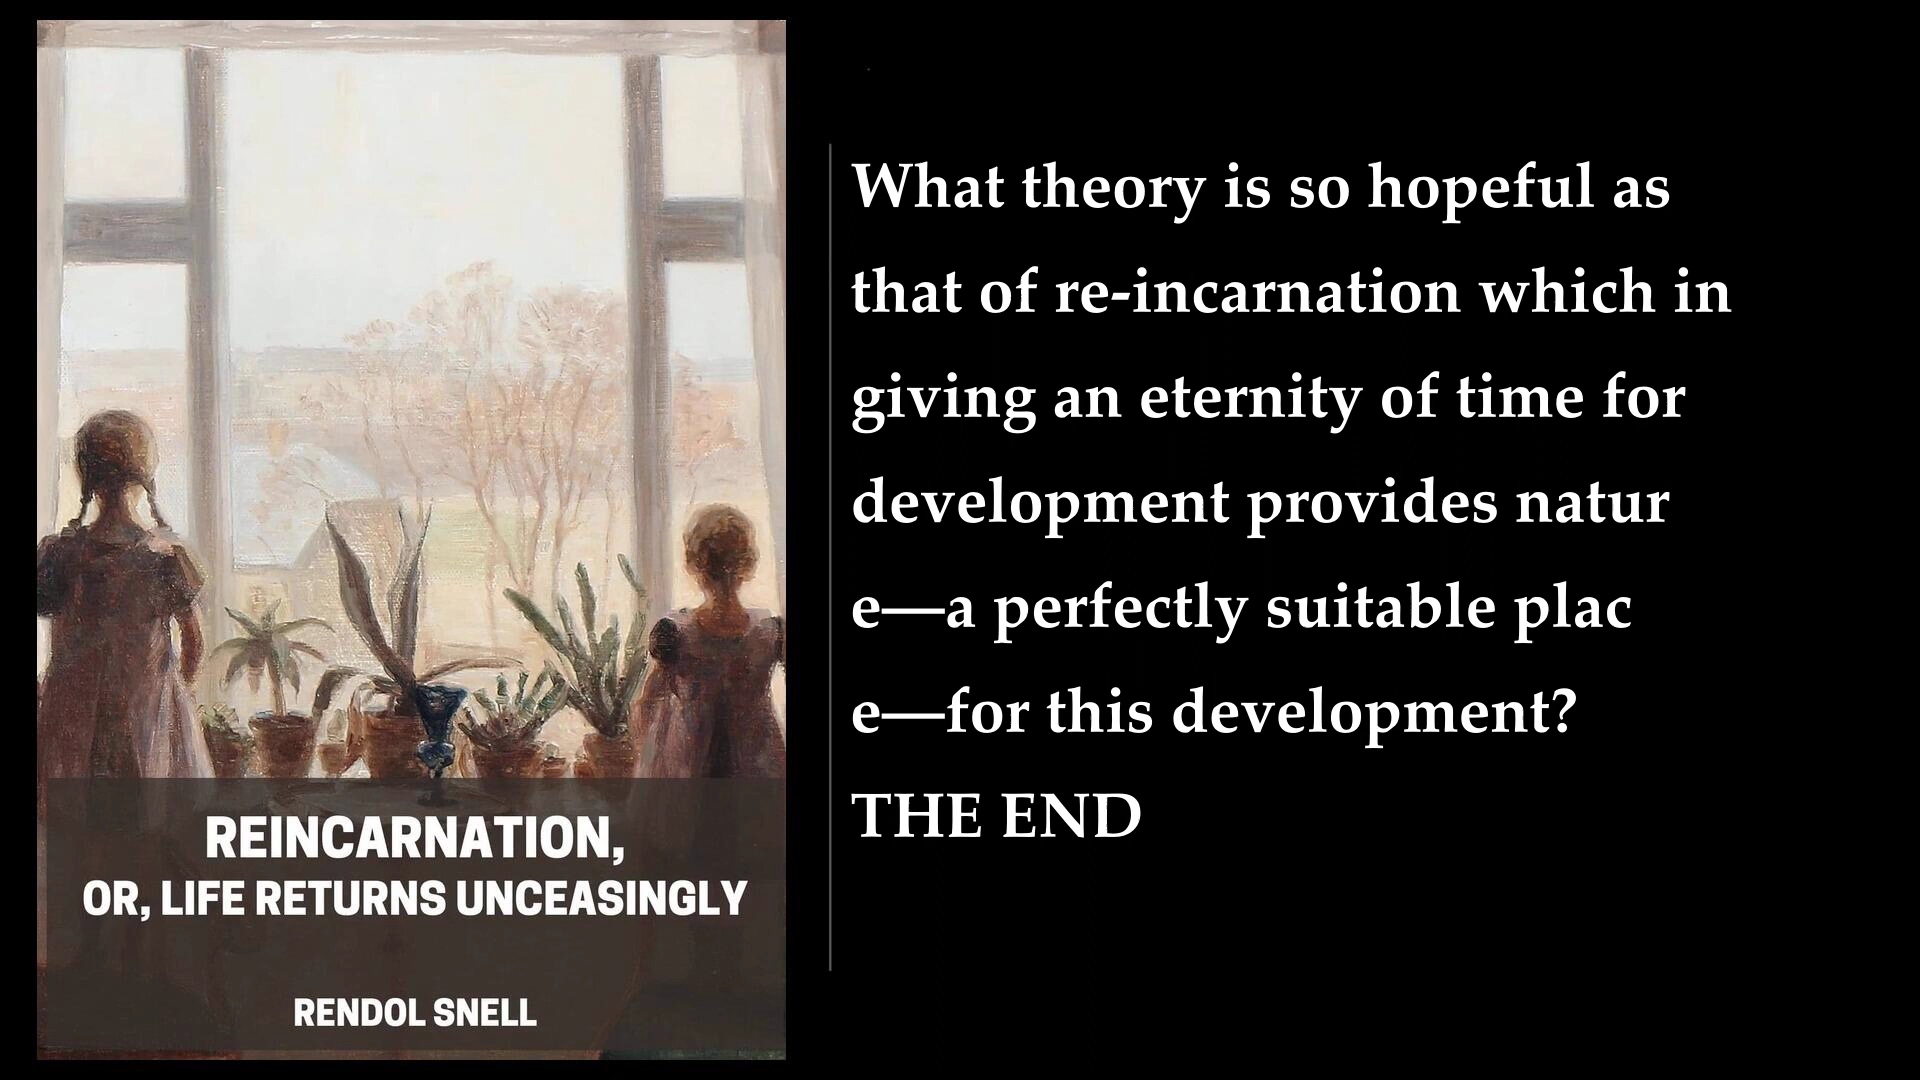 REINCARNATION,
OR, LIFE RETURNS UNCEASINGLY
RENDOL SNELL
What theory is so hopeful as
that of re-incarnation which in
giving an eternity of time for
development provides natur
e—a perfectly suitable plac
e—for this development?
THE END